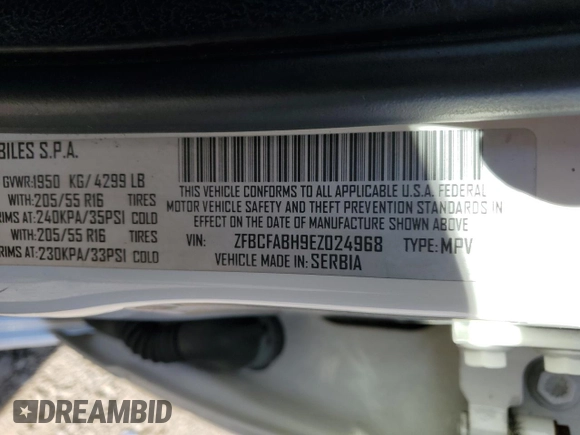 BILES S.P.A.
GVWR:1950 KG/ 4299 LB
WITH: 205/55 R16 TIRES
RIMS AT: 240KPA/35PSI COLD
WITH: 205/55 R16 TIRES
RIMS AT: 230KPA/33PSI COLD
THIS VEHICLE CONFORMS TO ALL APPLICABLE U.S.A. FEDERAL
MOTOR VEHICLE SAFETY AND THEFT PREVENTION STANDARDS IN
EFFECT ON THE DATE OF MANUFACTURE SHOWN ABOVE.
VIN: ZFBCFABH9EZ024968 TYPE: MPV
VEHICLE MADE IN: SERBIA
DREAMBID